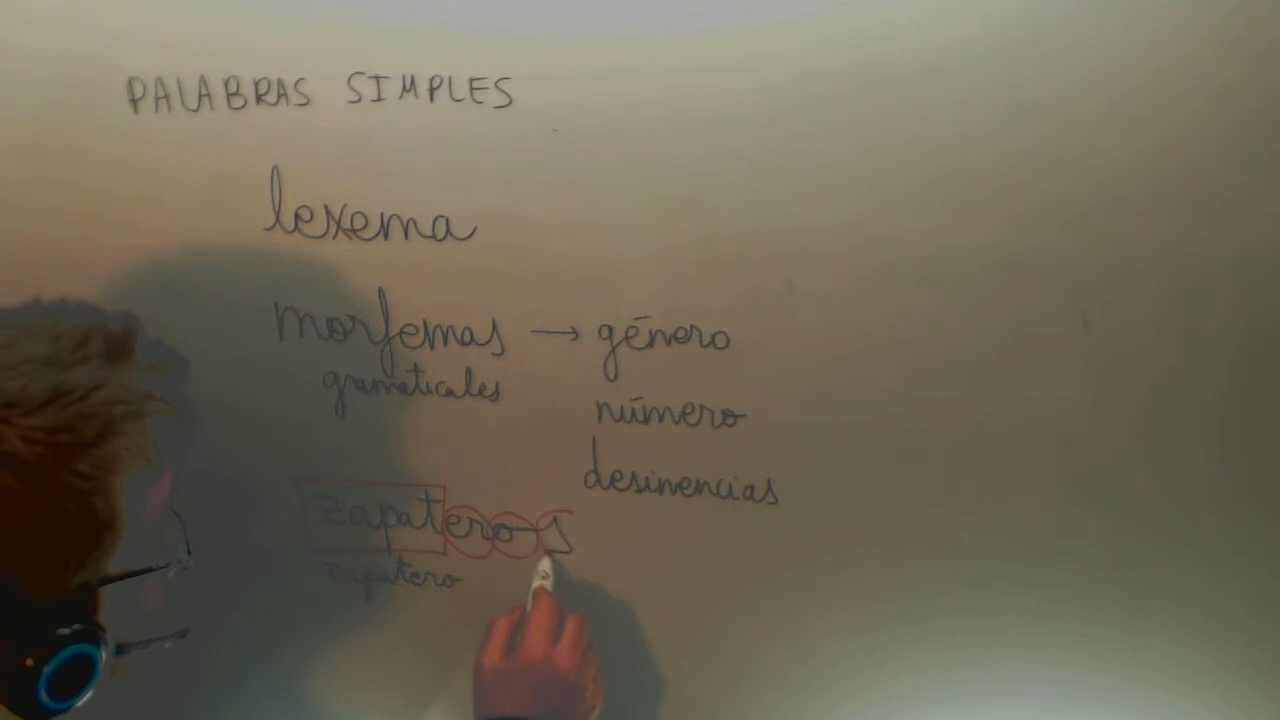 PALABRAS SIMPLES
lexema
morfemas → género
gramaticales
número
desinencias
zapateros
zapatero